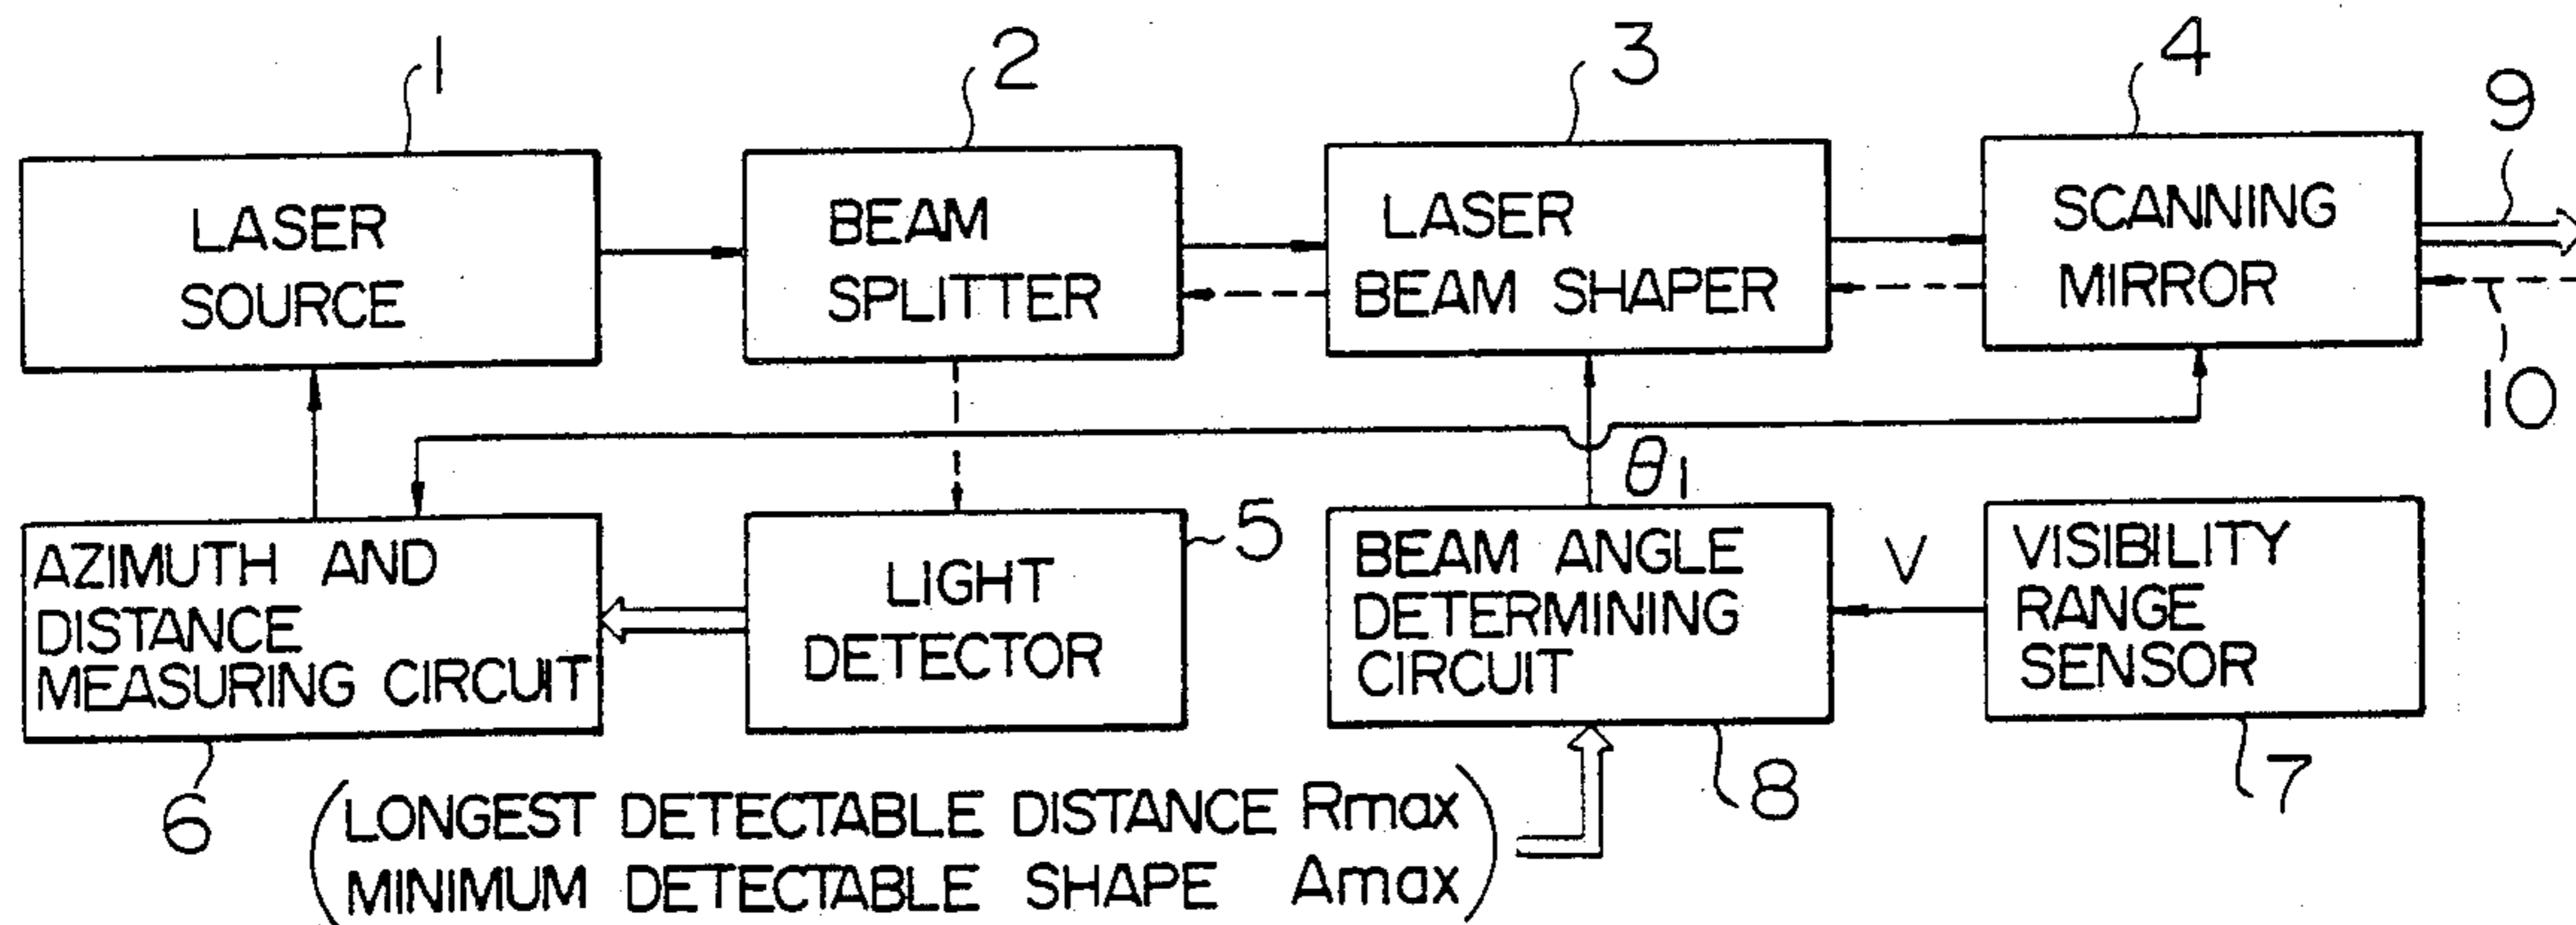 1
2
3
4
9
LASER
SOURCE
BEAM
SPLITTER
LASER
BEAM SHAPER
SCANNING
MIRROR
10
θ1
5
AZIMUTH AND
DISTANCE
MEASURING CIRCUIT
LIGHT
DETECTOR
BEAM ANGLE
DETERMINING
CIRCUIT
V
VISIBILITY
RANGE
SENSOR
6
8
7
(LONGEST DETECTABLE DISTANCE Rmax
MINIMUM DETECTABLE SHAPE Amax)